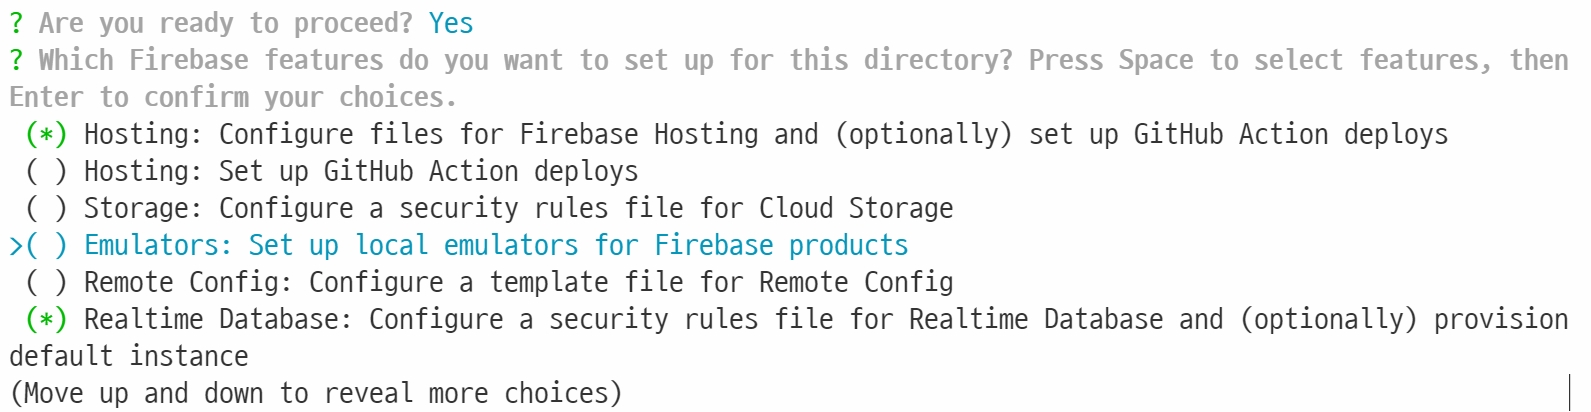 ? Are you ready to proceed? Yes
? Which Firebase features do you want to set up for this directory? Press Space to select features, then
Enter to confirm your choices.
(*) Hosting: Configure files for Firebase Hosting and (optionally) set up GitHub Action deploys
( ) Hosting: Set up GitHub Action deploys
( ) Storage: Configure a security rules file for Cloud Storage
>( ) Emulators: Set up local emulators for Firebase products
( ) Remote Config: Configure a template file for Remote Config
(*) Realtime Database: Configure a security rules file for Realtime Database and (optionally) provision
default instance
(Move up and down to reveal more choices)